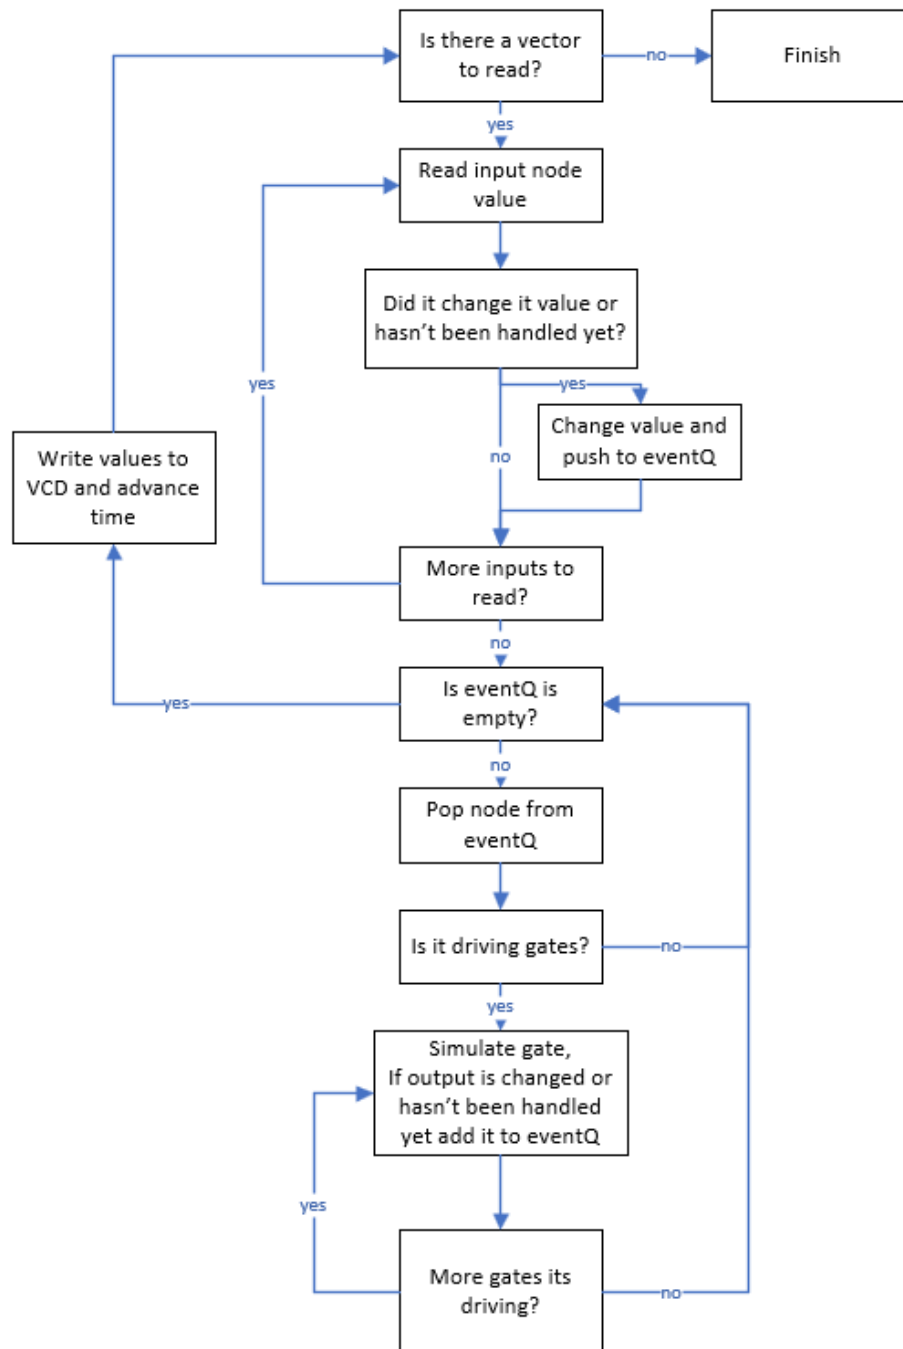 Is there a vector
to read?
no
Finish
yes
Read input node
value
Did it change it value or
hasn't been handled yet?
yes
yes
Change value and
push to eventQ
no
Write values to
VCD and advance
time
More inputs to
read?
no
Is eventQ is
empty?
yes
no
Pop node from
eventQ
Is it driving gates?
no
yes
Simulate gate,
If output is changed or
hasn't been handled
yet add it to eventQ
yes
More gates its
driving?
no